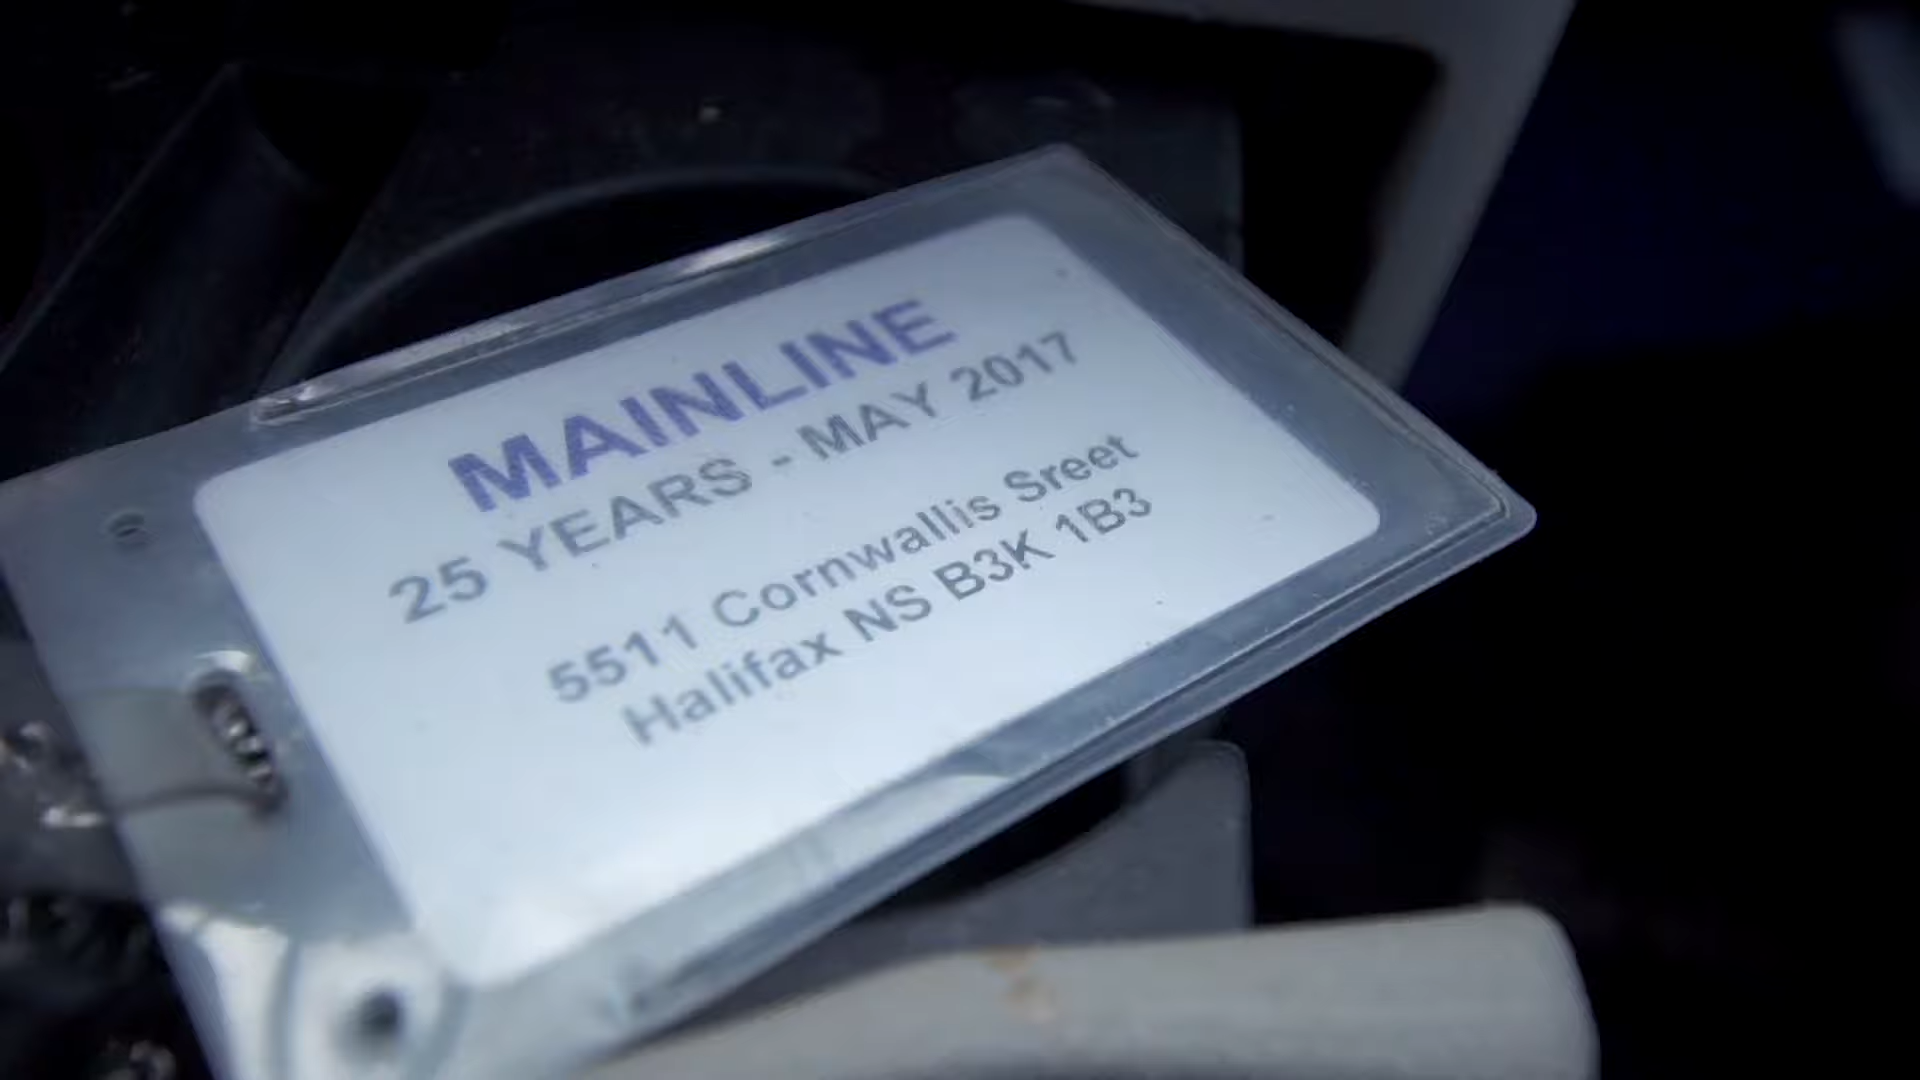 MAINLINE
25 YEARS - MAY 2017
5511 Cornwallis Sreet
Halifax NS B3K 1B3